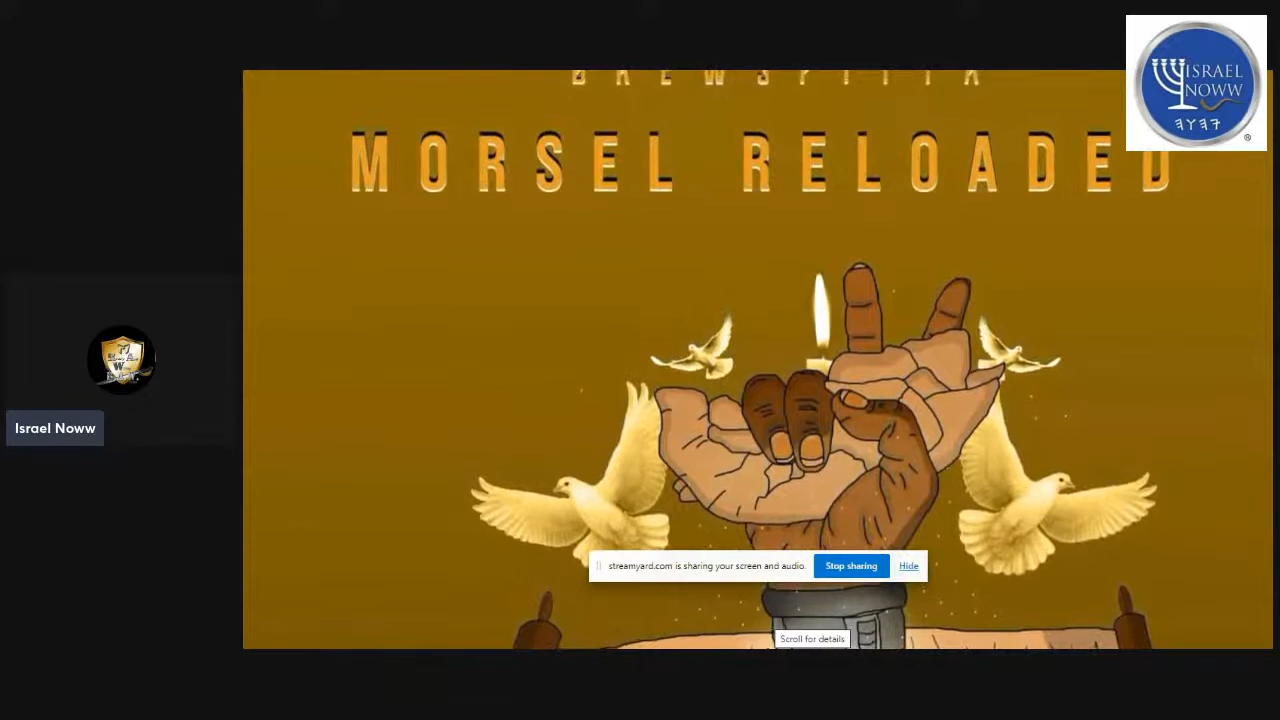 MORSEL RELOADED
ISRAEL
NOWW
®
Israel Noww
streamyard.com is sharing your screen and audio.
Stop sharing
Hide
Scroll for details